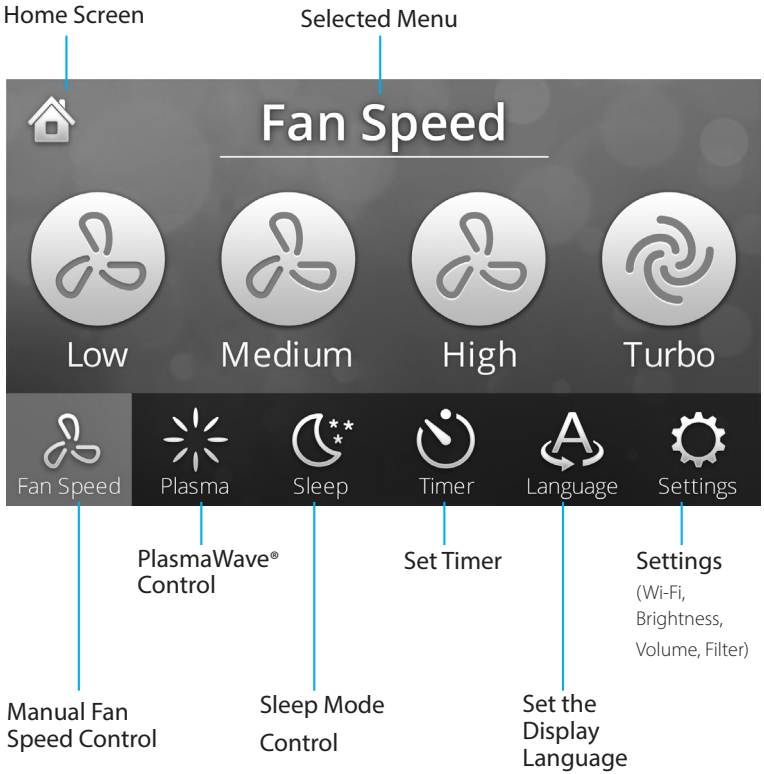 Home Screen
Selected Menu
Fan Speed
Low
Medium
High
Turbo
Fan Speed
Plasma
Sleep
Timer
Language
Settings
PlasmaWave®
Control
Set Timer
Settings
(Wi-Fi,
Brightness,
Volume, Filter)
Manual Fan
Speed Control
Sleep Mode
Control
Set the
Display
Language